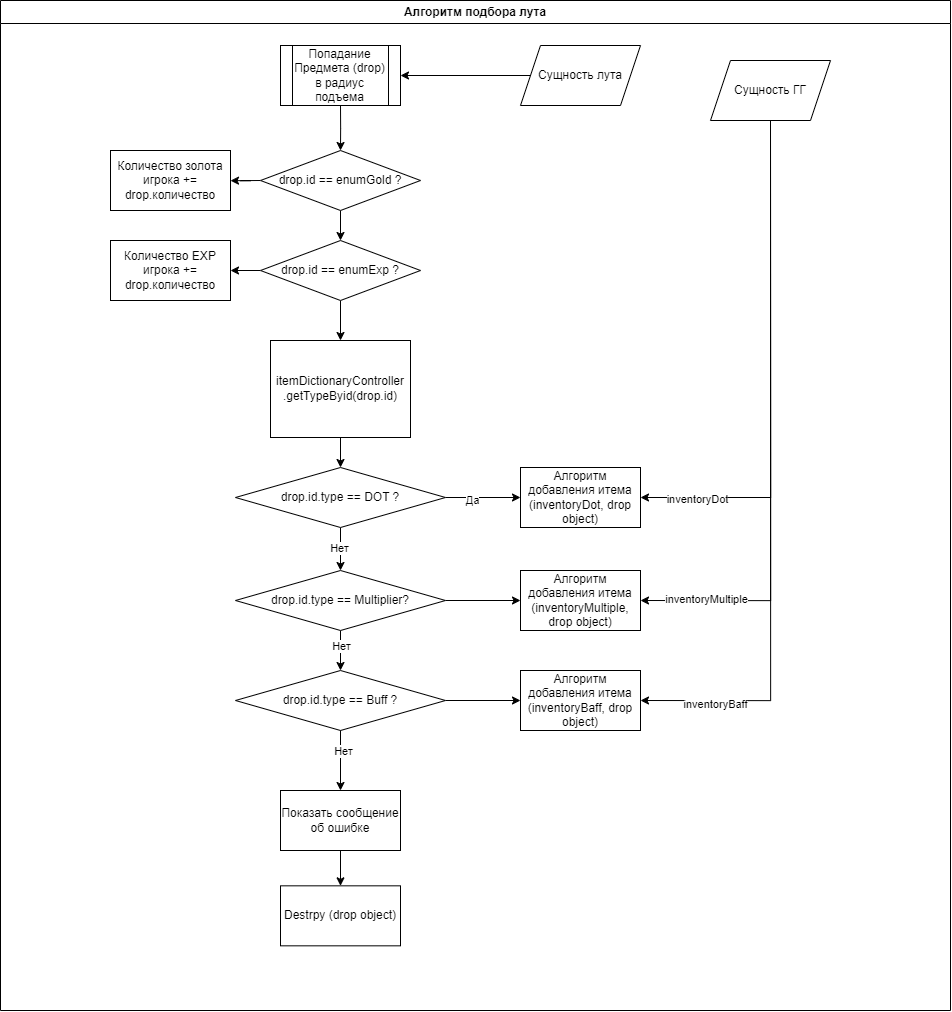 Алгоритм подбора лута
Попадание
Предмета (drop)
в радиус
подъема
Сущность лута
Сущность ГГ
Количество золота
игрока +=
drop.количество
drop.id == enumGold ?
Количество EXP
игрока +=
drop.количество
drop.id == enumExp ?
itemDictionaryController
.getTypeByid(drop.id)
drop.id.type == DOT ?
Да
Алгоритм
добавления итема
(inventoryDot, drop
object)
inventoryDot
Нет
drop.id.type == Multiplier?
Алгоритм
добавления итема
(inventoryMultiple,
drop object)
inventoryMultiple
Нет
drop.id.type == Buff ?
Алгоритм
добавления итема
(inventoryBaff, drop
object)
inventoryBaff
Нет
Показать сообщение
об ошибке
Destrpy (drop object)